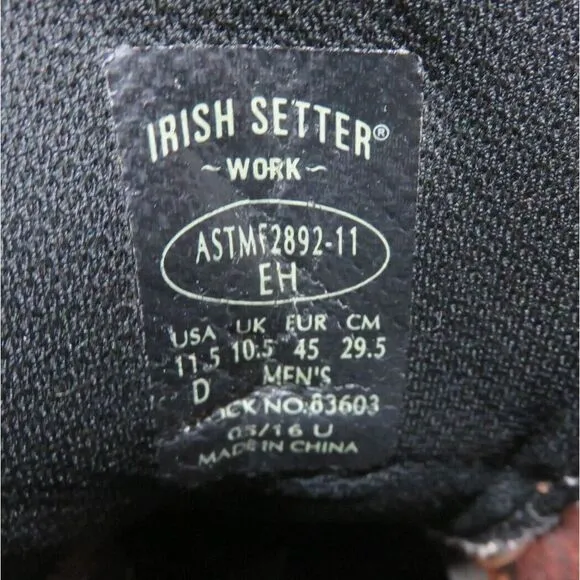 IRISH SETTER®
~ WORK ~
ASTMF2892-11
EH
USA UK EUR CM
11.5 10.5 45 29.5
D MEN'S
NO:83603
05/16 U
MADE IN CHINA